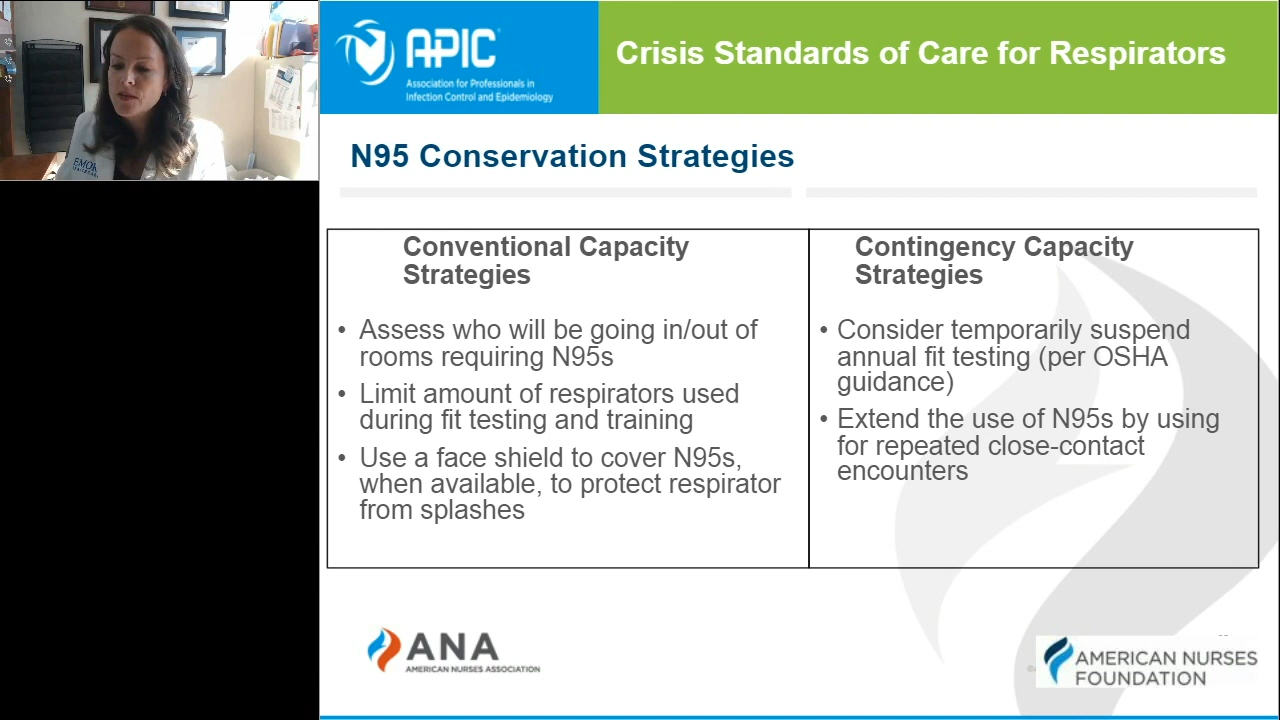 APIC
Association for Professionals in
Infection Control and Epidemiology
Crisis Standards of Care for Respirators
N95 Conservation Strategies
Conventional Capacity
Strategies
• Assess who will be going in/out of
rooms requiring N95s
• Limit amount of respirators used
during fit testing and training
• Use a face shield to cover N95s,
when available, to protect respirator
from splashes
Contingency Capacity
Strategies
• Consider temporarily suspend
annual fit testing (per OSHA
guidance)
• Extend the use of N95s by using
for repeated close-contact
encounters
ANA
AMERICAN NURSES ASSOCIATION
AMERICAN NURSES
FOUNDATION